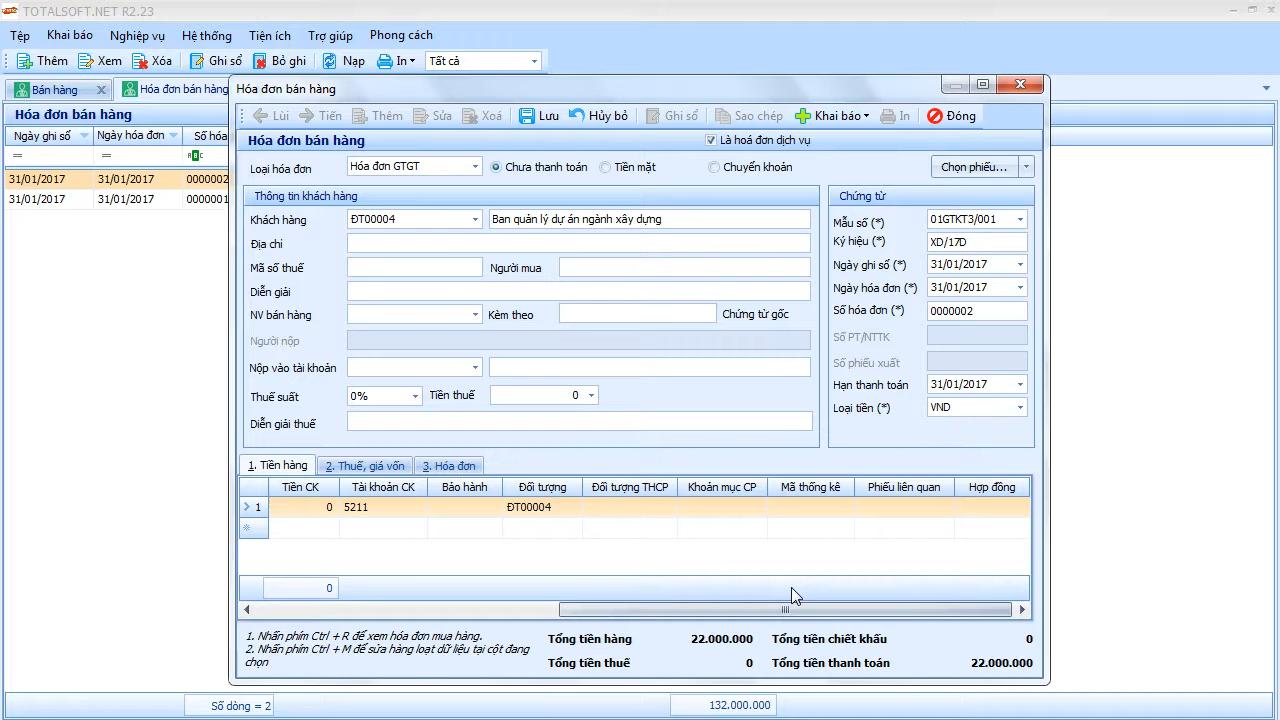 TOTALSOFT.NET R2.23
Tệp Khai báo Nghiệp vụ Hệ thống Tiện ích Trợ giúp Phong cách
Thêm Xem Xóa Ghi sổ Bỏ ghi Nạp In Tất cả
Bán hàng Hóa đơn bán hàng
Hóa đơn bán hàng
Ngày ghi sổ Ngày hóa đơn Số hóa
= =
31/01/2017 31/01/2017 0000002
31/01/2017 31/01/2017 0000001
Hóa đơn bán hàng
Lùi Tiến Thêm Sửa Xoá Lưu Hủy bỏ Ghi sổ Sao chép Khai báo In Đóng
Hóa đơn bán hàng Là hoá đơn dịch vụ
Loại hóa đơn Hóa đơn GTGT Chưa thanh toán Tiền mặt Chuyển khoản Chọn phiếu...
Thông tin khách hàng Chứng từ
Khách hàng ĐT00004 Ban quản lý dự án ngành xây dựng Mẫu số (*) 01GTKT3/001
Địa chỉ Ký hiệu (*) XD/17D
Mã số thuế Người mua Ngày ghi sổ (*) 31/01/2017
Diễn giải Ngày hóa đơn (*) 31/01/2017
NV bán hàng Kèm theo Chứng từ gốc Số hóa đơn (*) 0000002
Người nộp Số PT/NTTK
Nộp vào tài khoản Số phiếu xuất
Thuế suất 0% Tiền thuế 0 Hạn thanh toán 31/01/2017
Diễn giải thuế Loại tiền (*) VND
1. Tiền hàng 2. Thuế, giá vốn 3. Hóa đơn
Tiền CK Tài khoản CK Bảo hành Đối tượng Đối tượng THCP Khoản mục CP Mã thống kê Phiếu liên quan Hợp đồng
1 0 5211 ĐT00004
0
1. Nhấn phím Ctrl + R để xem hóa đơn mua hàng.
2. Nhấn phím Ctrl + M để sửa hàng loạt dữ liệu tại cột đang chọn
Tổng tiền hàng 22.000.000 Tổng tiền chiết khấu 0
Tổng tiền thuế 0 Tổng tiền thanh toán 22.000.000
Số dòng = 2 132.000.000